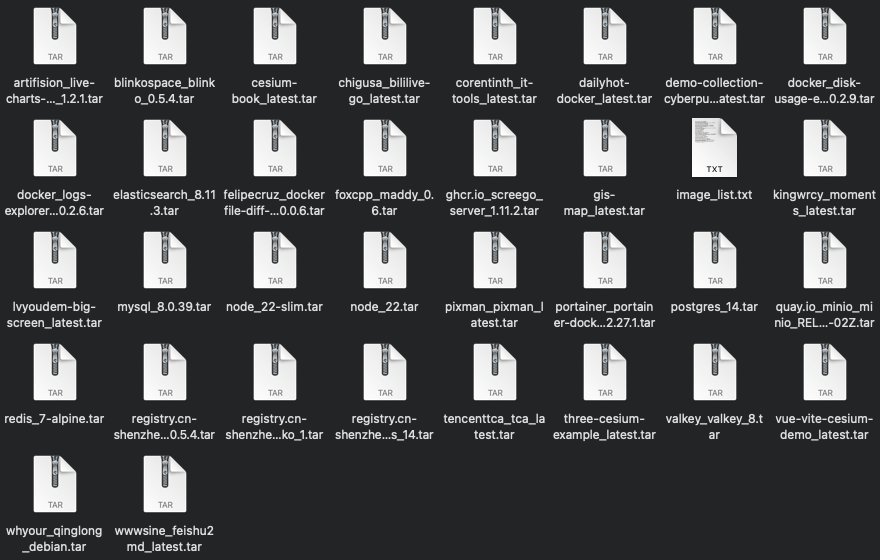 TAR TAR TAR TAR TAR TAR TAR TAR
artifision_live-charts-..._1.2.1.tar
blinkospace_blinko_0.5.4.tar
cesium-book_latest.tar
chigusa_bililive-go_latest.tar
corentinth_it-tools_latest.tar
dailyhot-docker_latest.tar
demo-collection-cyberpu...atest.tar
docker_disk-usage-e...0.2.9.tar
TAR TAR TAR TAR TAR TAR TXT TAR
docker_logs-explorer...0.2.6.tar
elasticsearch_8.11.3.tar
felipecruz_dockerfile-diff-...0.0.6.tar
foxcpp_maddy_0.6.tar
ghcr.io_screego_server_1.11.2.tar
gis-map_latest.tar
image_list.txt
kingwrcy_moments_latest.tar
TAR TAR TAR TAR TAR TAR TAR TAR
lvyoudem-big-screen_latest.tar
mysql_8.0.39.tar
node_22-slim.tar
node_22.tar
pixman_pixman_latest.tar
portainer_portainer-dock...2.27.1.tar
postgres_14.tar
quay.io_minio_minio_REL...-02Z.tar
TAR TAR TAR TAR TAR TAR TAR TAR
redis_7-alpine.tar
registry.cn-shenzhe...0.5.4.tar
registry.cn-shenzhe...ko_1.tar
registry.cn-shenzhe...s_14.tar
tencenttca_tca_latest.tar
three-cesium-example_latest.tar
valkey_valkey_8.tar
vue-vite-cesium-demo_latest.tar
TAR TAR
whyour_qinglong_debian.tar
wwwsine_feishu2md_latest.tar